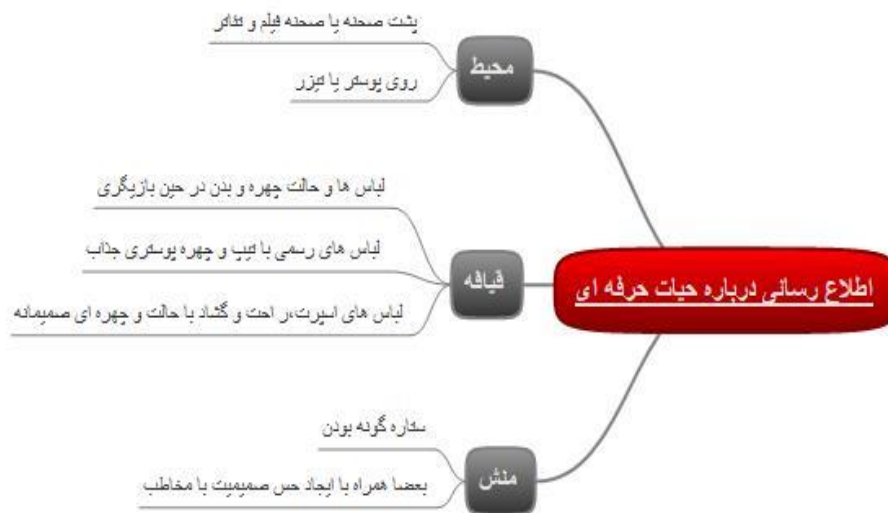 اطلاع رسانی درباره حیات حرفه ای
محیط
پشت صحنه یا صحنه فیلم و تئاتر
روی پوستر یا تیزر
قیافه
لباس ها و حالت چهره و بدن در حین بازیگری
لباس های رسمی با تیپ و چهره پوستری جذاب
لباس های اسپرت،راحت و گشاد با حالت و چهره ای صمیمانه
منش
ستاره گونه بودن
بعضا همراه با ایجاد حس صمیمیت با مخاطب